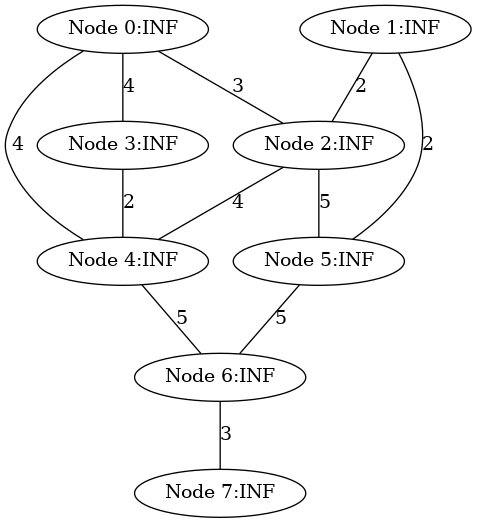 Node 0:INF
Node 1:INF
4
3
2
Node 3:INF
Node 2:INF
4
2
2
4
5
Node 4:INF
Node 5:INF
5
5
Node 6:INF
3
Node 7:INF